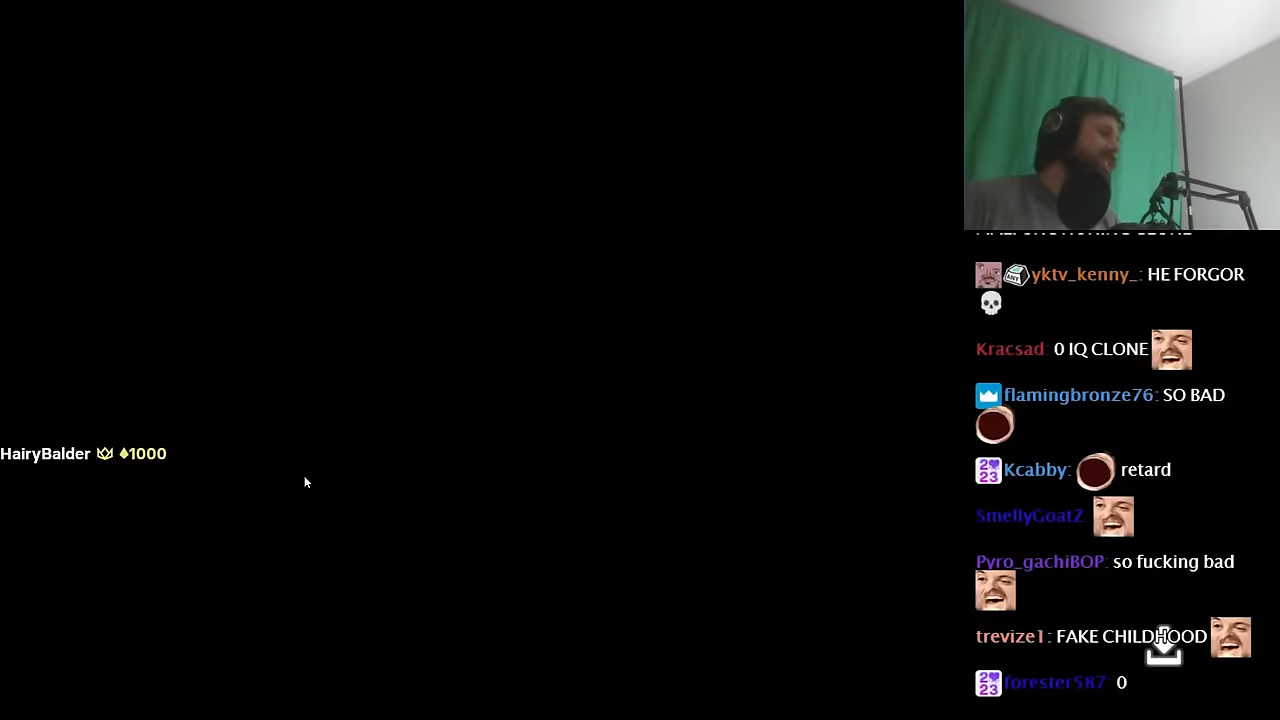 yktv_kenny_: HE FORGOR
Kracsad: 0 IQ CLONE
flamingbronze76: SO BAD
HairyBalder 1000
Kcabby: retard
SmellyGoatZ
Pyro_gachiBOP: so fucking bad
trevize1: FAKE CHILDHOOD
forester587: 0